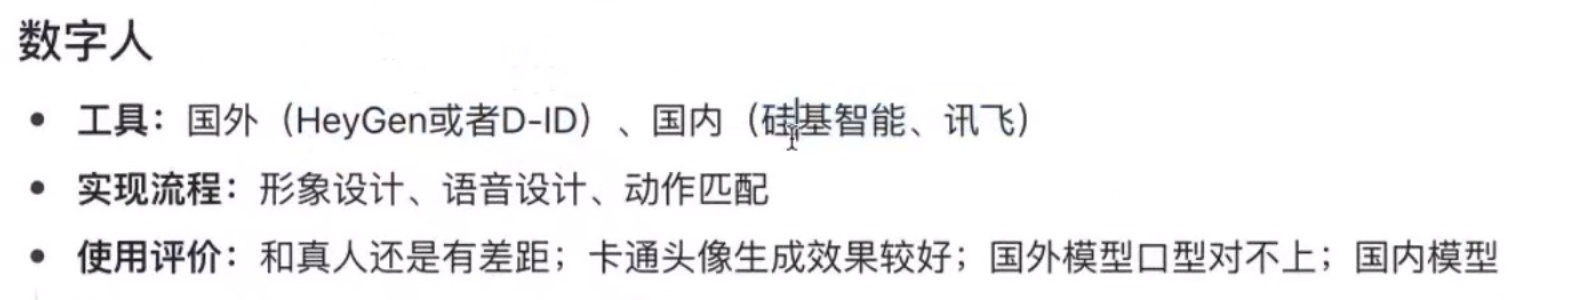 数字人
• 工具：国外（HeyGen或者D-ID）、国内（硅基智能、讯飞）
• 实现流程：形象设计、语音设计、动作匹配
• 使用评价：和真人还是有差距；卡通头像生成效果较好；国外模型口型对不上；国内模型